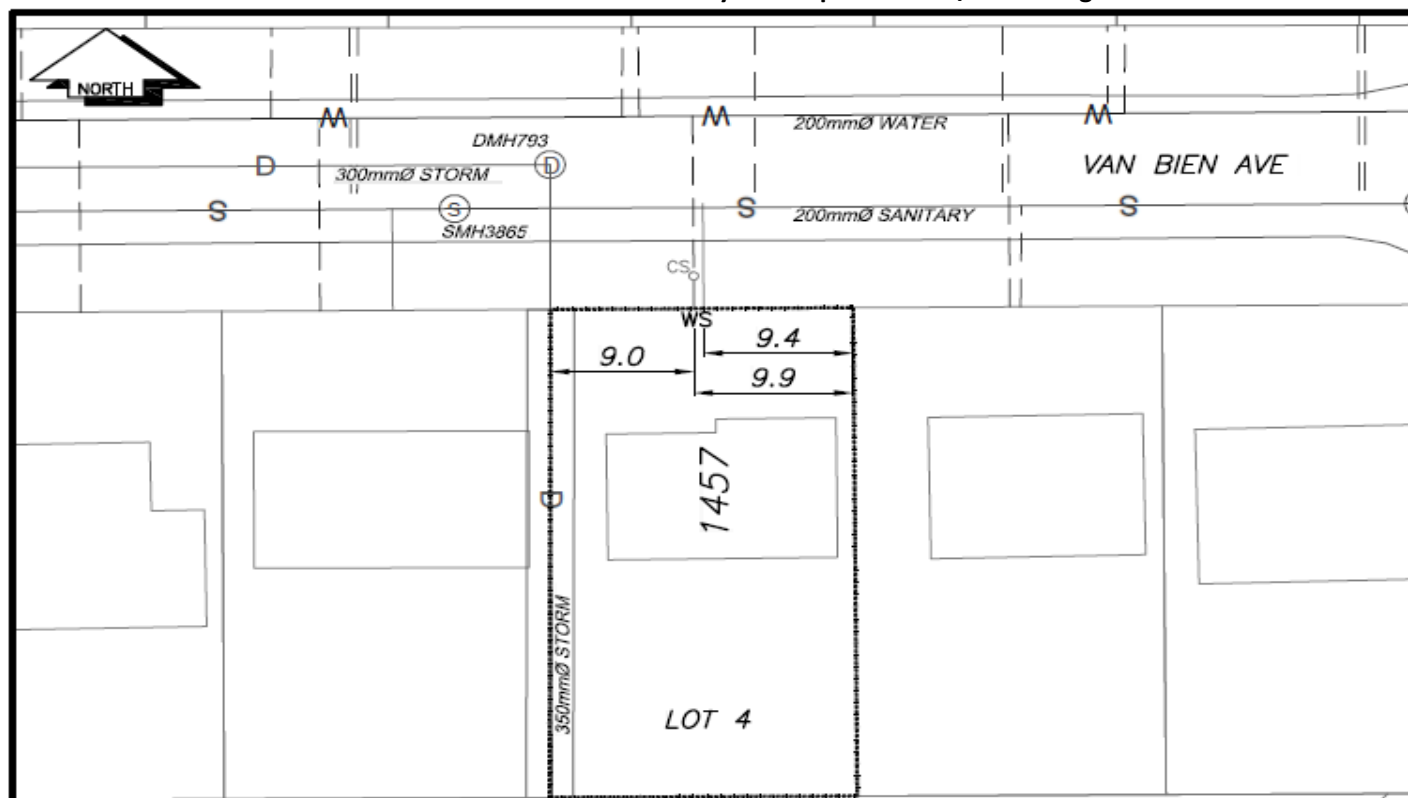 NORTH
W
W
W
200mmØ WATER
DMH793
D
D
300mmØ STORM
VAN BIEN AVE
S
S
S
S
200mmØ SANITARY
SMH3865
CS
WS
9.0
9.4
9.9
1457
D
350mmØ STORM
LOT 4